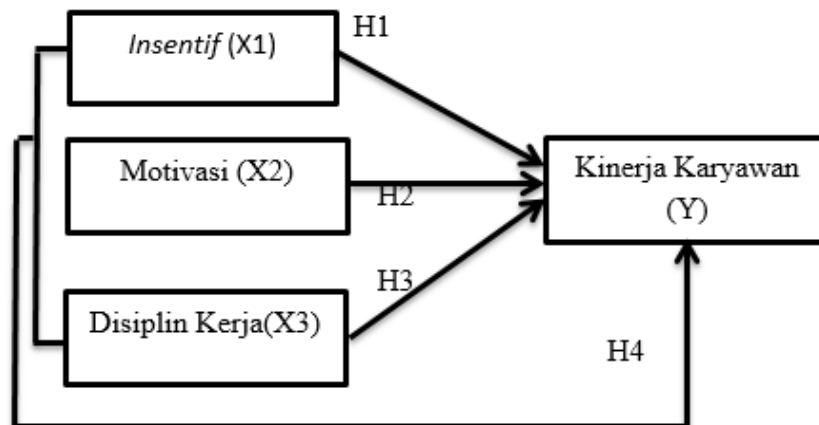 H1
Insentif (X1)
Motivasi (X2)
H2
Kinerja Karyawan
(Y)
H3
Disiplin Kerja(X3)
H4